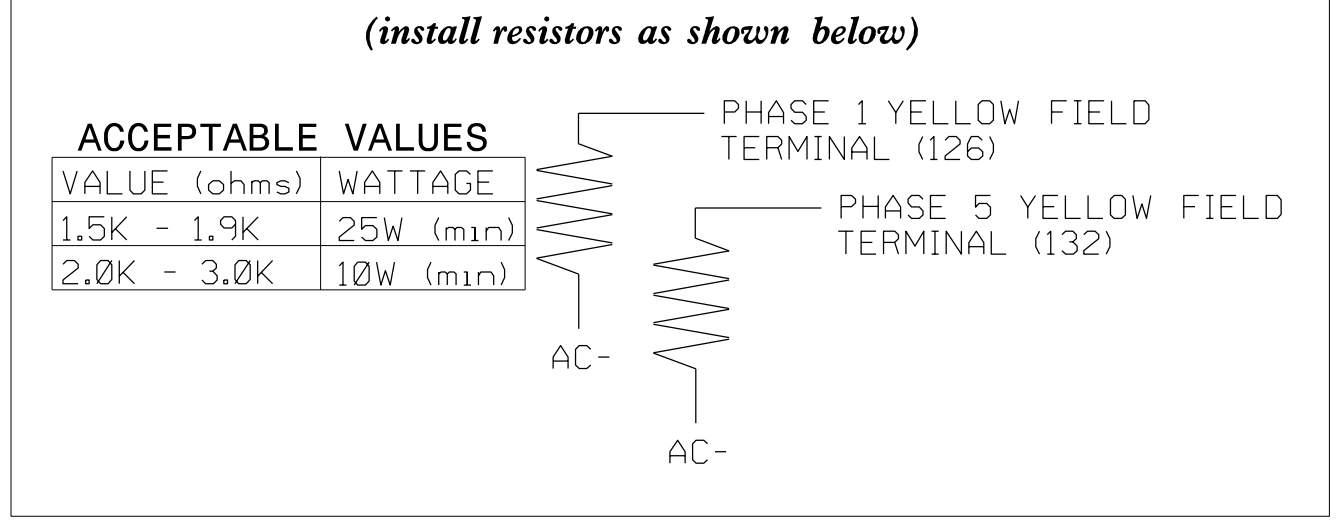 (install resistors as shown below)
ACCEPTABLE VALUES
VALUE (ohms) WATTAGE
1.5K - 1.9K 25W (min)
2.0K - 3.0K 10W (min)
PHASE 1 YELLOW FIELD
TERMINAL (126)
AC-
PHASE 5 YELLOW FIELD
TERMINAL (132)
AC-